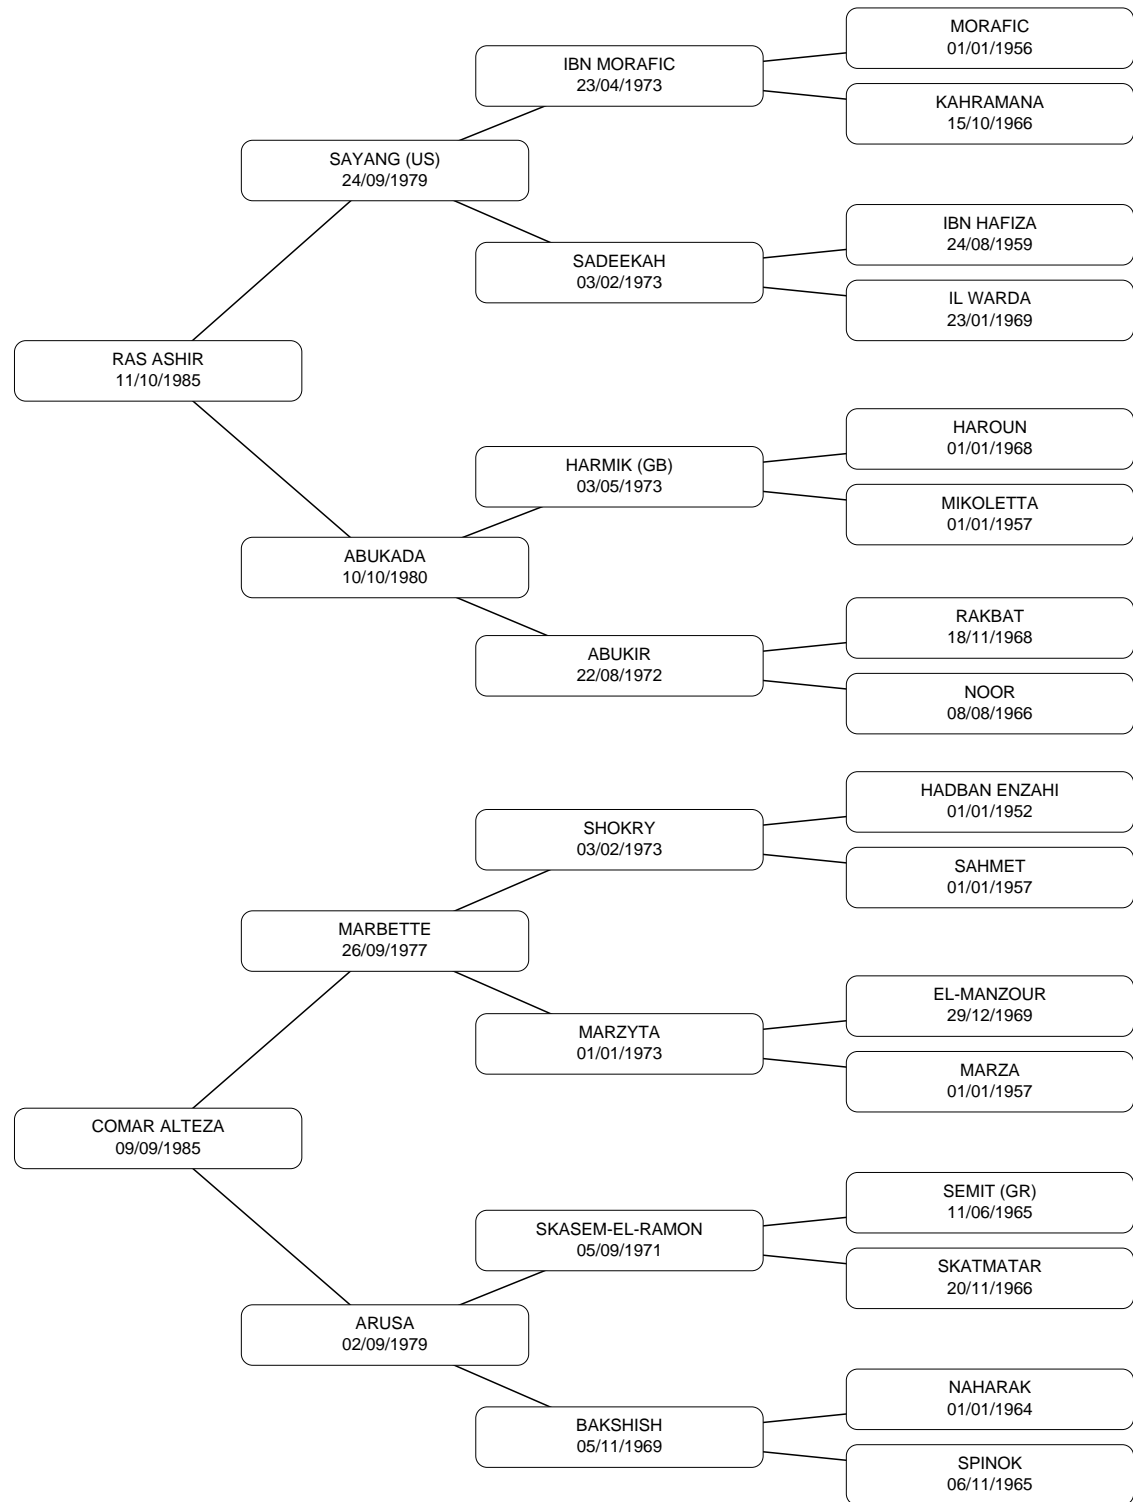 MORAFIC
01/01/1956
IBN MORAFIC
23/04/1973
KAHRAMANA
15/10/1966
SAYANG (US)
24/09/1979
IBN HAFIZA
24/08/1959
SADEEKAH
03/02/1973
IL WARDA
23/01/1969
RAS ASHIR
11/10/1985
HAROUN
01/01/1968
HARMIK (GB)
03/05/1973
MIKOLETTA
01/01/1957
ABUKADA
10/10/1980
RAKBAT
18/11/1968
ABUKIR
22/08/1972
NOOR
08/08/1966
HADBAN ENZAHI
01/01/1952
SHOKRY
03/02/1973
SAHMET
01/01/1957
MARBETTE
26/09/1977
EL-MANZOUR
29/12/1969
MARZYTA
01/01/1973
MARZA
01/01/1957
COMAR ALTEZA
09/09/1985
SEMIT (GR)
11/06/1965
SKASEM-EL-RAMON
05/09/1971
SKATMATAR
20/11/1966
ARUSA
02/09/1979
NAHARAK
01/01/1964
BAKSHISH
05/11/1969
SPINOK
06/11/1965